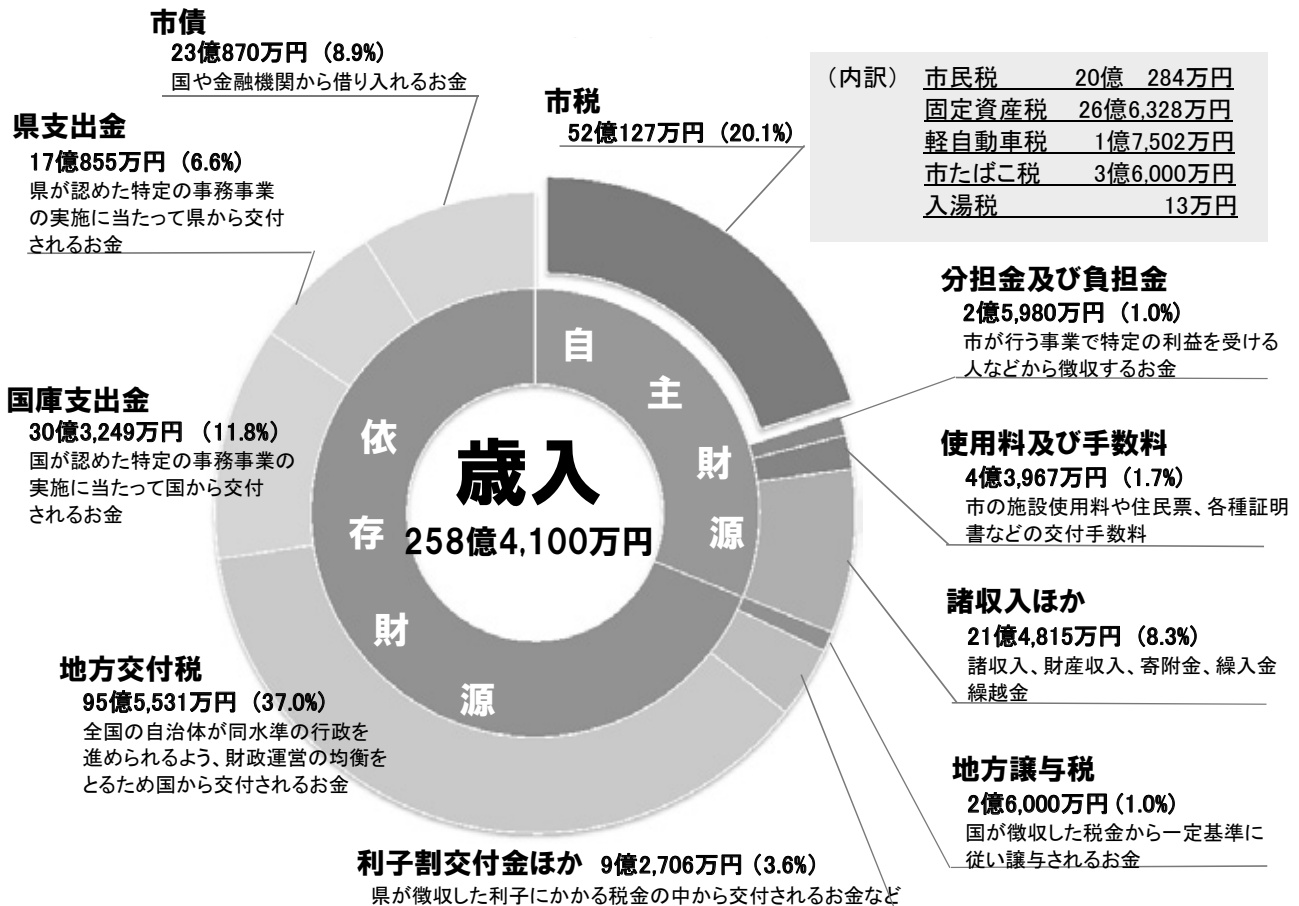 市債
23億870万円 (8.9%)
国や金融機関から借り入れるお金
県支出金
17億855万円 (6.6%)
県が認めた特定の事務事業
の実施に当たって県から交付
されるお金
国庫支出金
30億3,249万円 (11.8%)
国が認めた特定の事務事業の
実施に当たって国から交付
されるお金
地方交付税
95億5,531万円 (37.0%)
全国の自治体が同水準の行政を
進められるよう、財政運営の均衡を
とるため国から交付されるお金
市税
52億127万円 (20.1%)
(内訳) 市民税 20億 284万円
固定資産税 26億6,328万円
軽自動車税 1億7,502万円
市たばこ税 3億6,000万円
入湯税 13万円
分担金及び負担金
2億5,980万円 (1.0%)
市が行う事業で特定の利益を受ける
人などから徴収するお金
使用料及び手数料
4億3,967万円 (1.7%)
市の施設使用料や住民票、各種証明
書などの交付手数料
諸収入ほか
21億4,815万円 (8.3%)
諸収入、財産収入、寄附金、繰入金
繰越金
地方譲与税
2億6,000万円 (1.0%)
国が徴収した税金から一定基準に
従い譲与されるお金
利子割交付金ほか 9億2,706万円 (3.6%)
県が徴収した利子にかかる税金の中から交付されるお金など
自主財源
依存財源
歳入
258億4,100万円